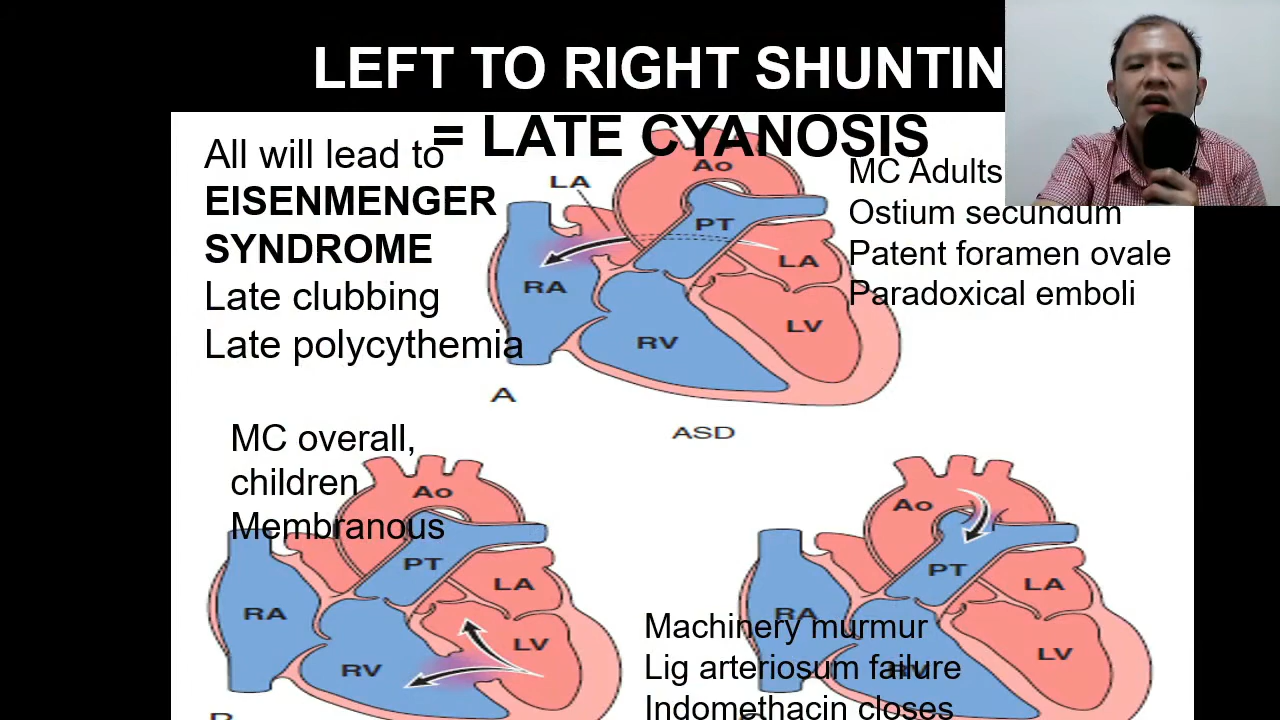 LEFT TO RIGHT SHUNTIN
= LATE CYANOSIS
All will lead to
EISENMENGER
SYNDROME
Late clubbing
Late polycythemia
MC Adults
Ostium secundum
Patent foramen ovale
Paradoxical emboli
Ao
LA
PT
LA
RA
LV
RV
A
ASD
MC overall,
children
Membranous
Ao
PT
LA
RA
LV
RV
Ao
PT
LA
RA
LV
RV
Machinery murmur
Lig arteriosum failure
Indomethacin closes